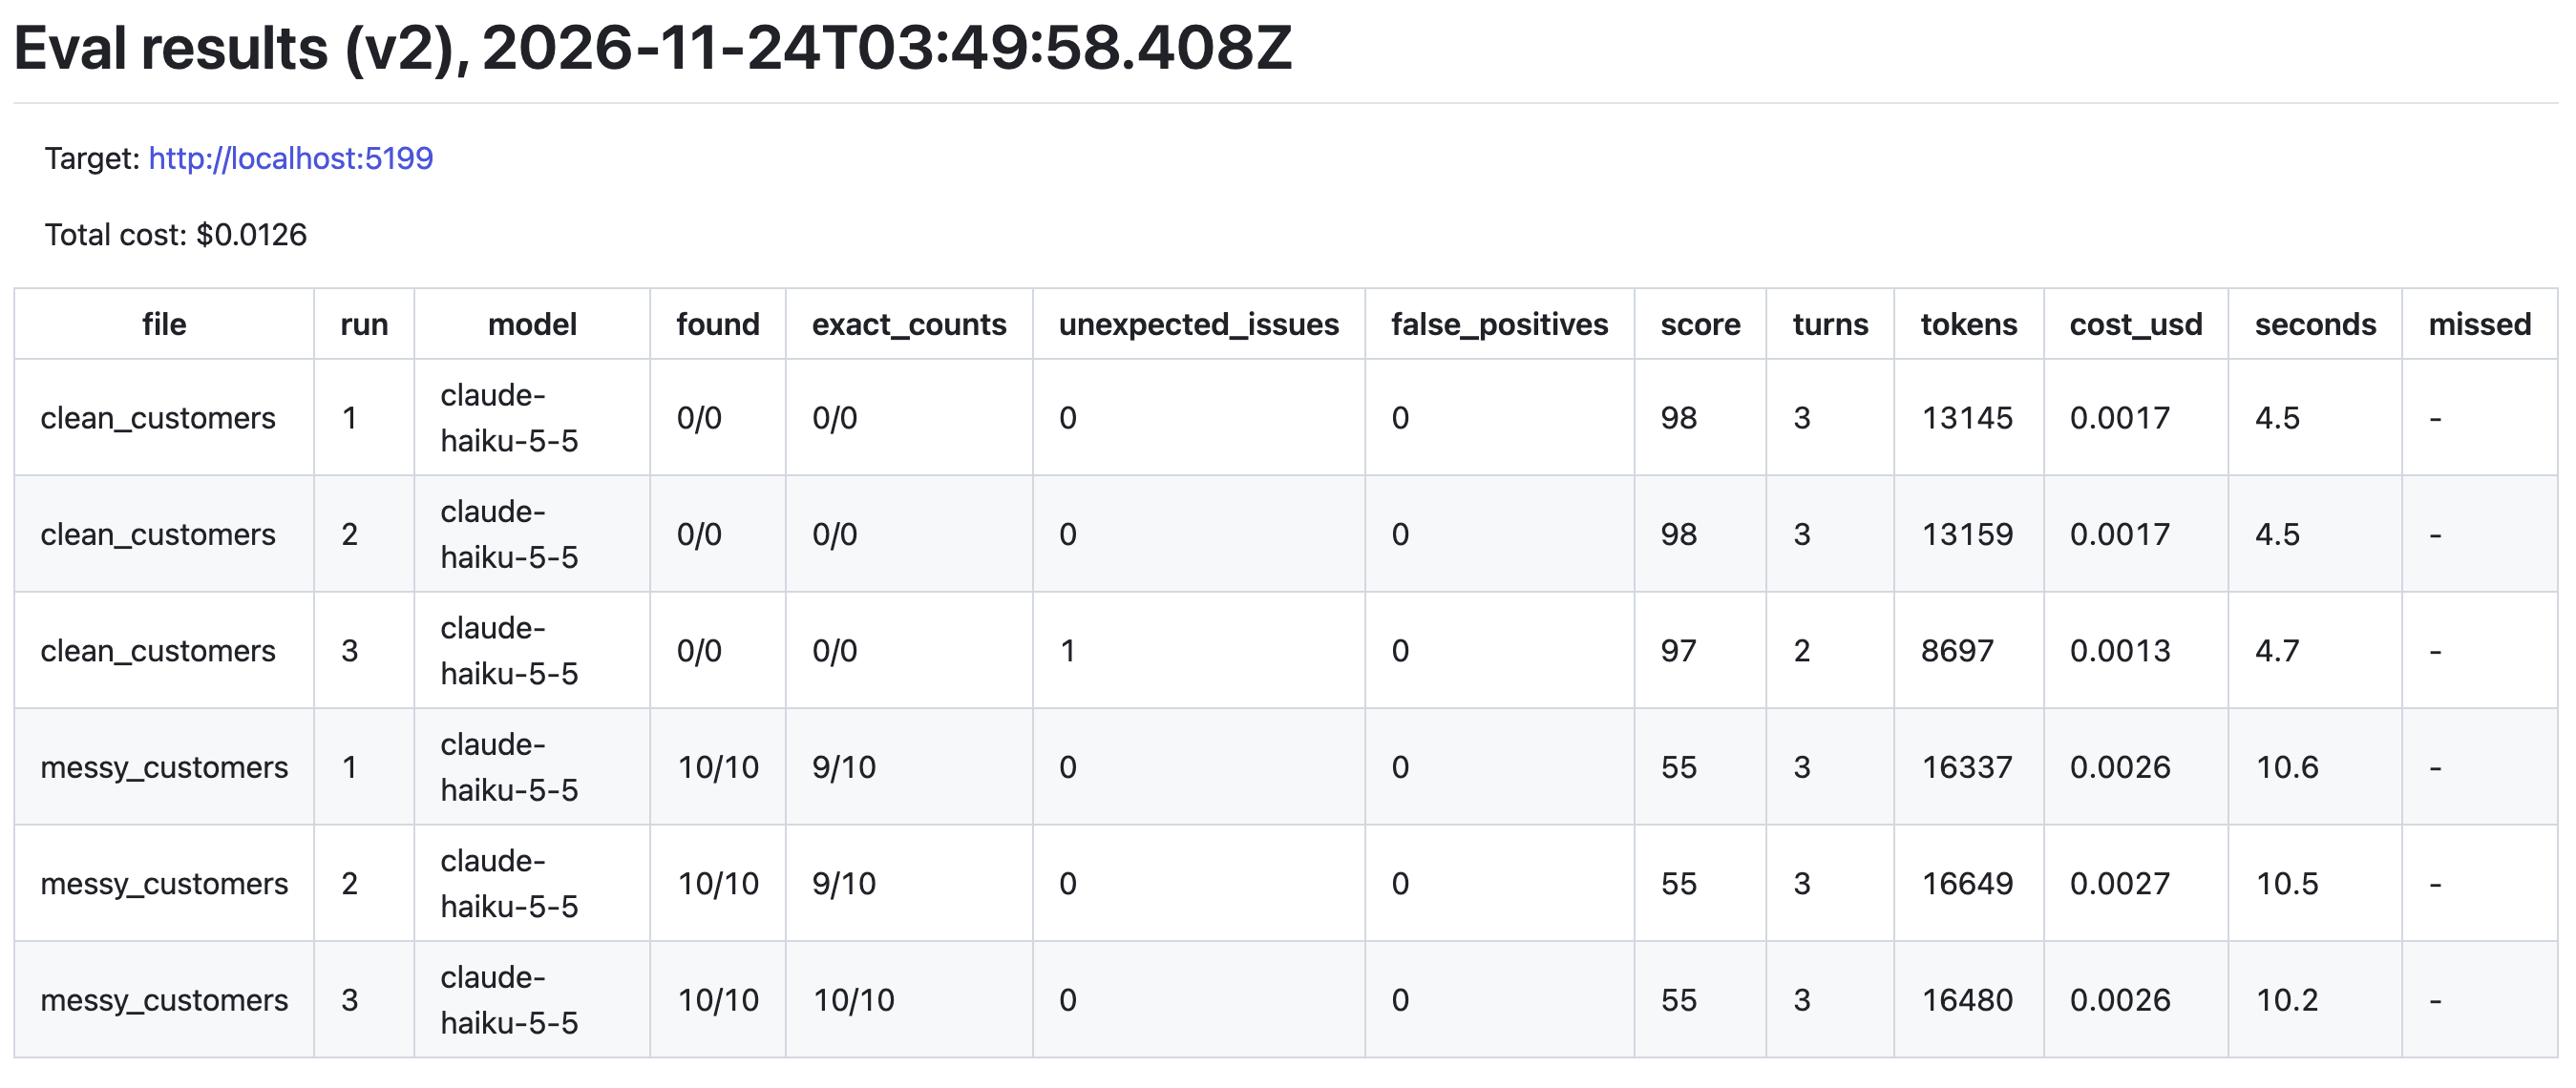 Eval results (v2), 2026-11-24T03:49:58.408Z
Target: http://localhost:5199
Total cost: $0.0126
file run model found exact_counts unexpected_issues false_positives score turns tokens cost_usd seconds missed
clean_customers 1 claude-haiku-5-5 0/0 0/0 0 0 98 3 13145 0.0017 4.5 -
clean_customers 2 claude-haiku-5-5 0/0 0/0 0 0 98 3 13159 0.0017 4.5 -
clean_customers 3 claude-haiku-5-5 0/0 0/0 1 0 97 2 8697 0.0013 4.7 -
messy_customers 1 claude-haiku-5-5 10/10 9/10 0 0 55 3 16337 0.0026 10.6 -
messy_customers 2 claude-haiku-5-5 10/10 9/10 0 0 55 3 16649 0.0027 10.5 -
messy_customers 3 claude-haiku-5-5 10/10 10/10 0 0 55 3 16480 0.0026 10.2 -